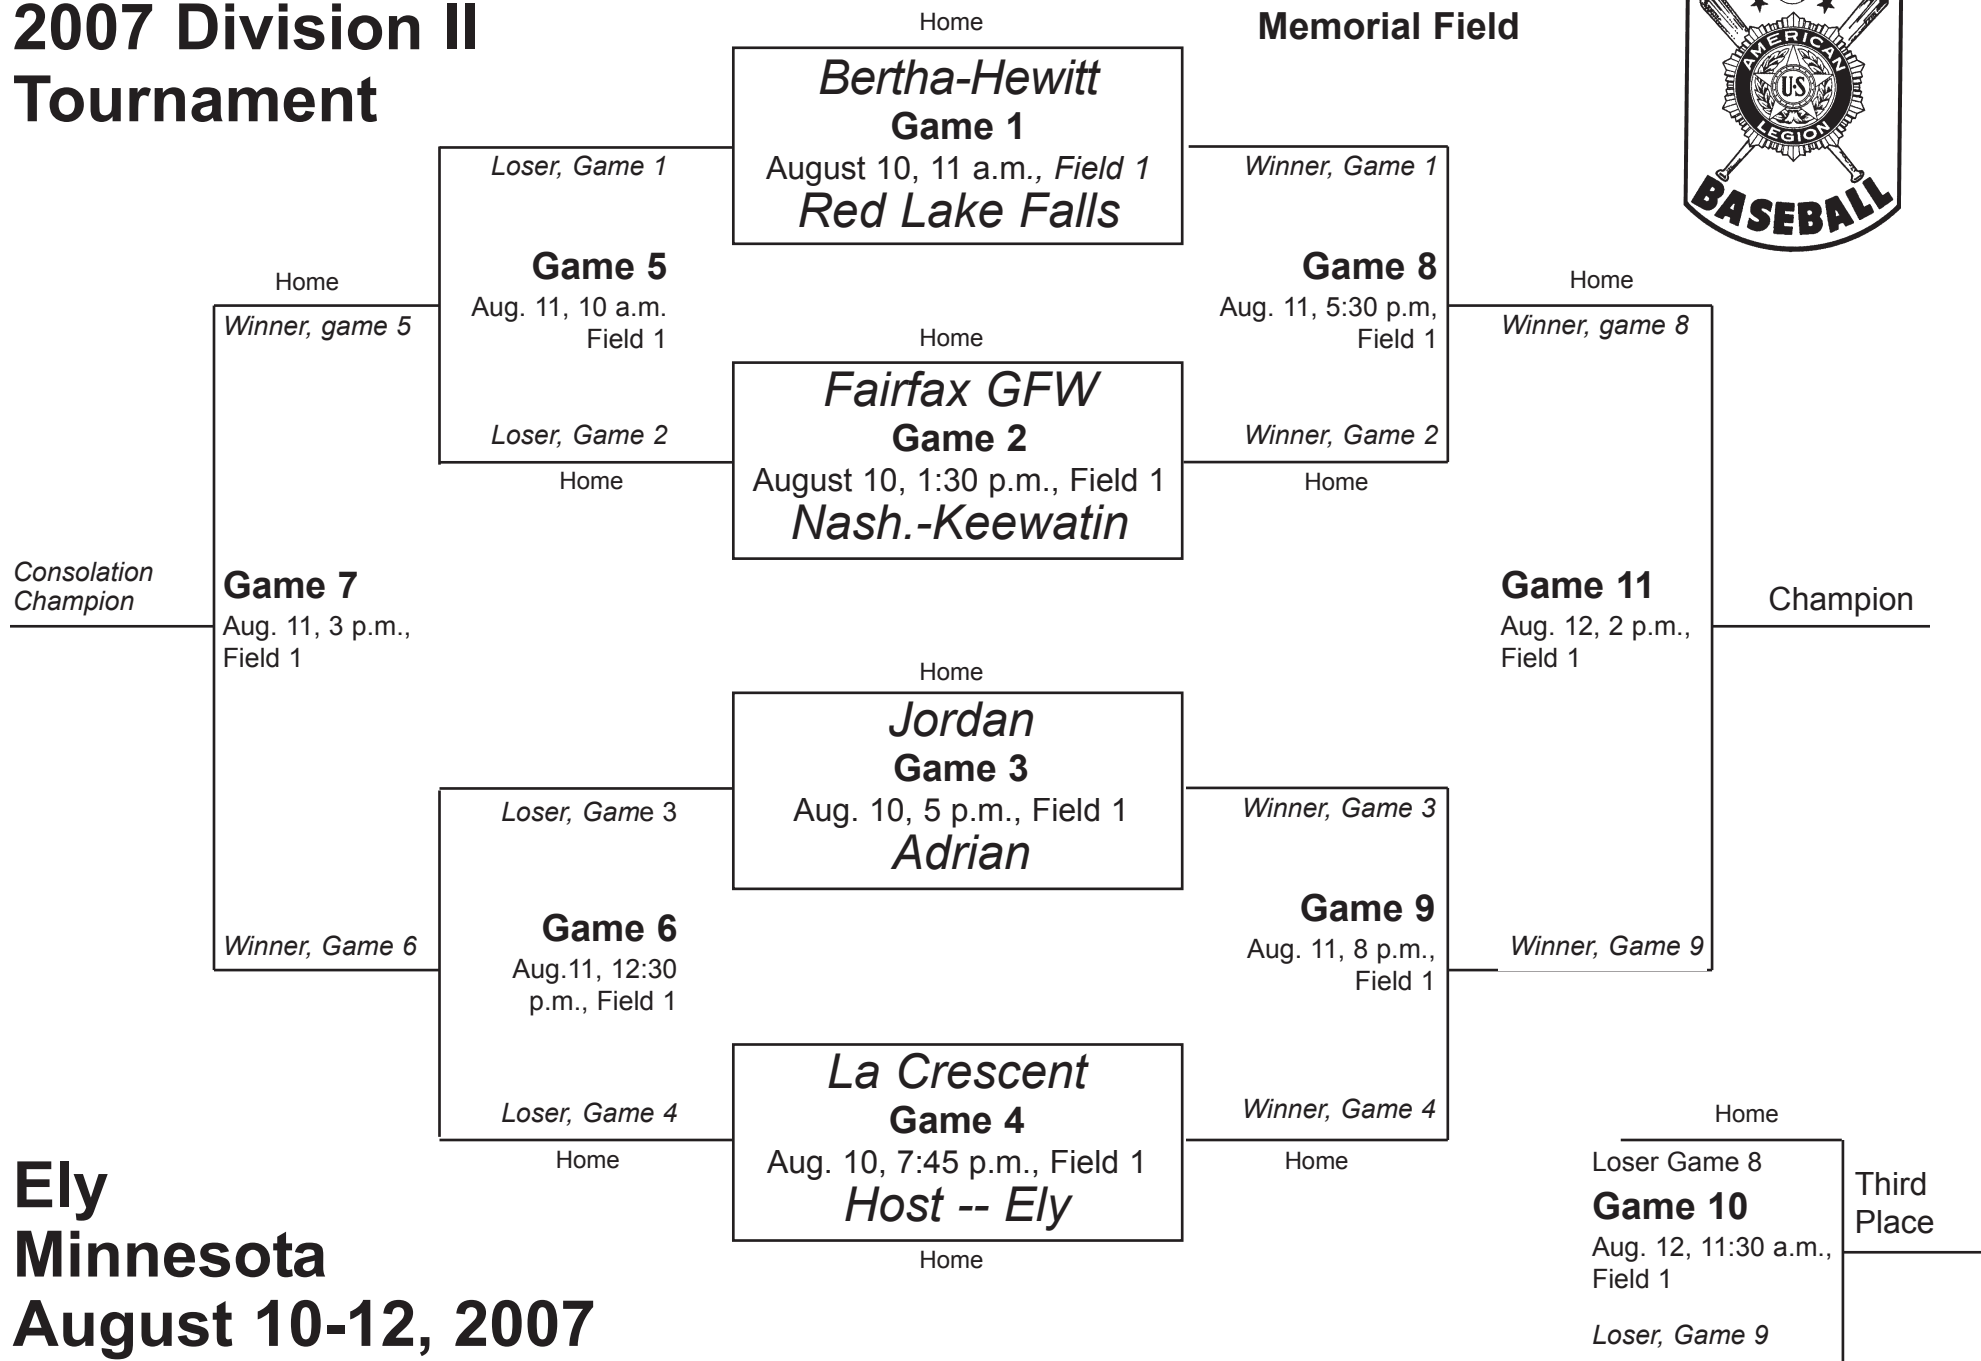 2007 Division II
Tournament
Memorial Field
AMERICAN
U·S
LEGION
BASEBALL
Home
Bertha-Hewitt
Game 1
August 10, 11 a.m., Field 1
Red Lake Falls
Loser, Game 1
Winner, Game 1
Game 5
Aug. 11, 10 a.m.
Field 1
Game 8
Aug. 11, 5:30 p.m,
Field 1
Home
Winner, game 5
Home
Winner, game 8
Home
Fairfax GFW
Game 2
August 10, 1:30 p.m., Field 1
Nash.-Keewatin
Loser, Game 2
Home
Winner, Game 2
Home
Consolation
Champion
Game 7
Aug. 11, 3 p.m.,
Field 1
Game 11
Aug. 12, 2 p.m.,
Field 1
Champion
Home
Jordan
Game 3
Aug. 10, 5 p.m., Field 1
Adrian
Loser, Game 3
Winner, Game 3
Game 6
Aug.11, 12:30
p.m., Field 1
Game 9
Aug. 11, 8 p.m.,
Field 1
Winner, Game 6
Winner, Game 9
La Crescent
Game 4
Aug. 10, 7:45 p.m., Field 1
Host -- Ely
Home
Loser, Game 4
Home
Winner, Game 4
Home
Home
Loser Game 8
Game 10
Aug. 12, 11:30 a.m.,
Field 1
Loser, Game 9
Third
Place
Ely
Minnesota
August 10-12, 2007